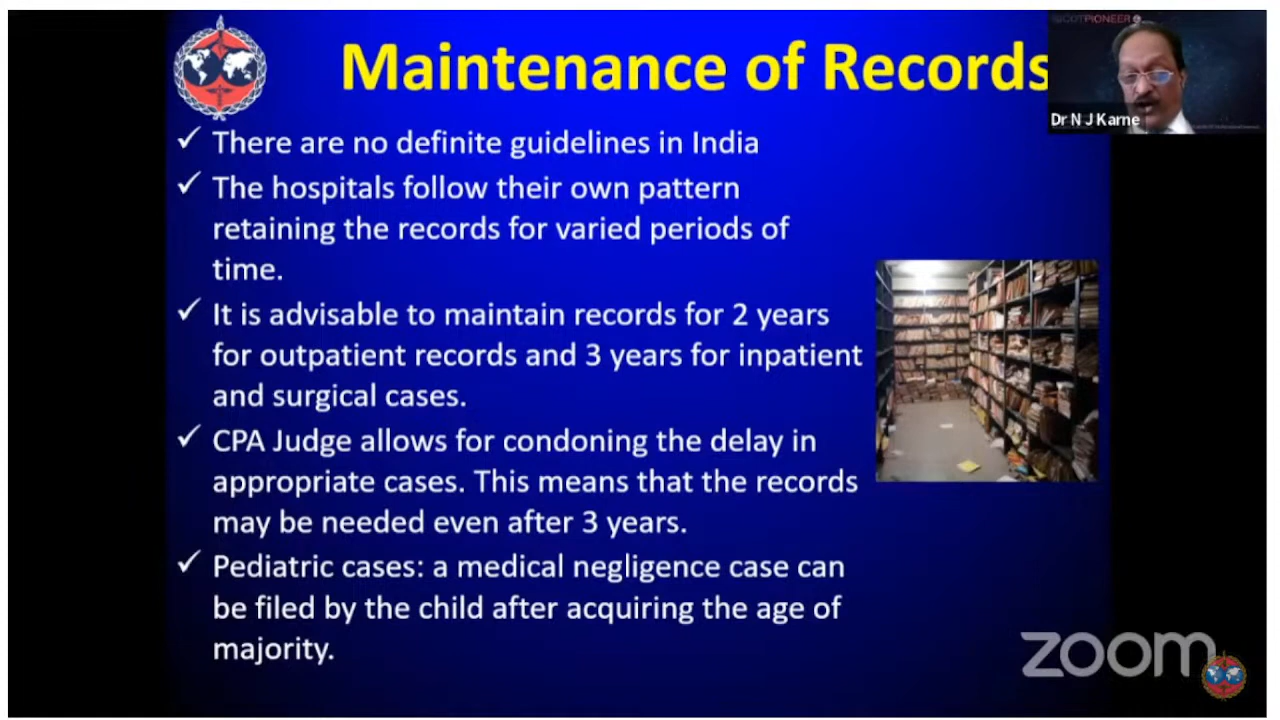 Maintenance of Records
OTPIONEER
Dr N J Karne
✓ There are no definite guidelines in India
✓ The hospitals follow their own pattern
retaining the records for varied periods of
time.
✓ It is advisable to maintain records for 2 years
for outpatient records and 3 years for inpatient
and surgical cases.
✓ CPA Judge allows for condoning the delay in
appropriate cases. This means that the records
may be needed even after 3 years.
✓ Pediatric cases: a medical negligence case can
be filed by the child after acquiring the age of
majority.
zoom